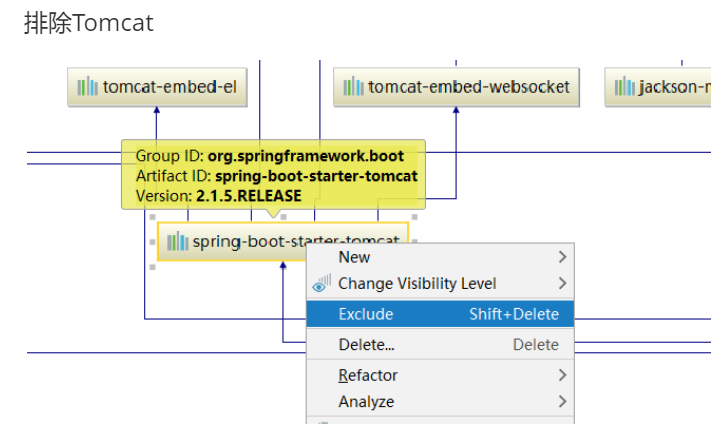 排除Tomcat
tomcat-embed-el
tomcat-embed-websocket
Group ID: org.springframework.boot
Artifact ID: spring-boot-starter-tomcat
Version: 2.1.5.RELEASE
spring-boot-starter-tomcat
New
Change Visibility Level
Exclude Shift+Delete
Delete... Delete
Refactor
Analyze